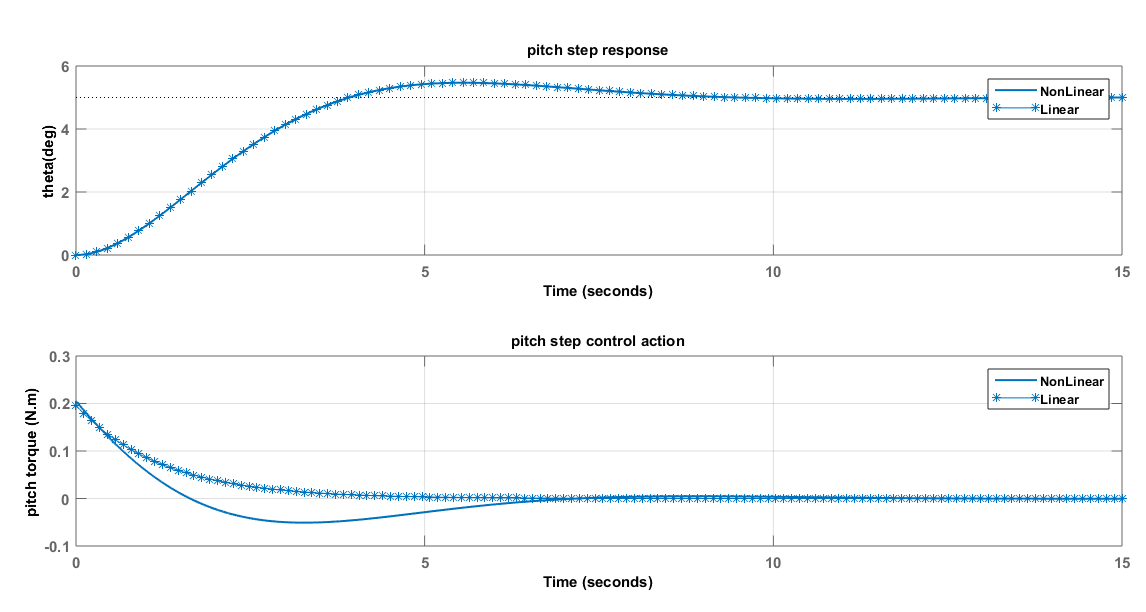 pitch step response
6
4
2
0
theta(deg)
NonLinear
Linear
0
5
10
15
Time (seconds)
pitch step control action
0.3
0.2
0.1
0
-0.1
pitch torque (N.m)
NonLinear
Linear
0
5
10
15
Time (seconds)